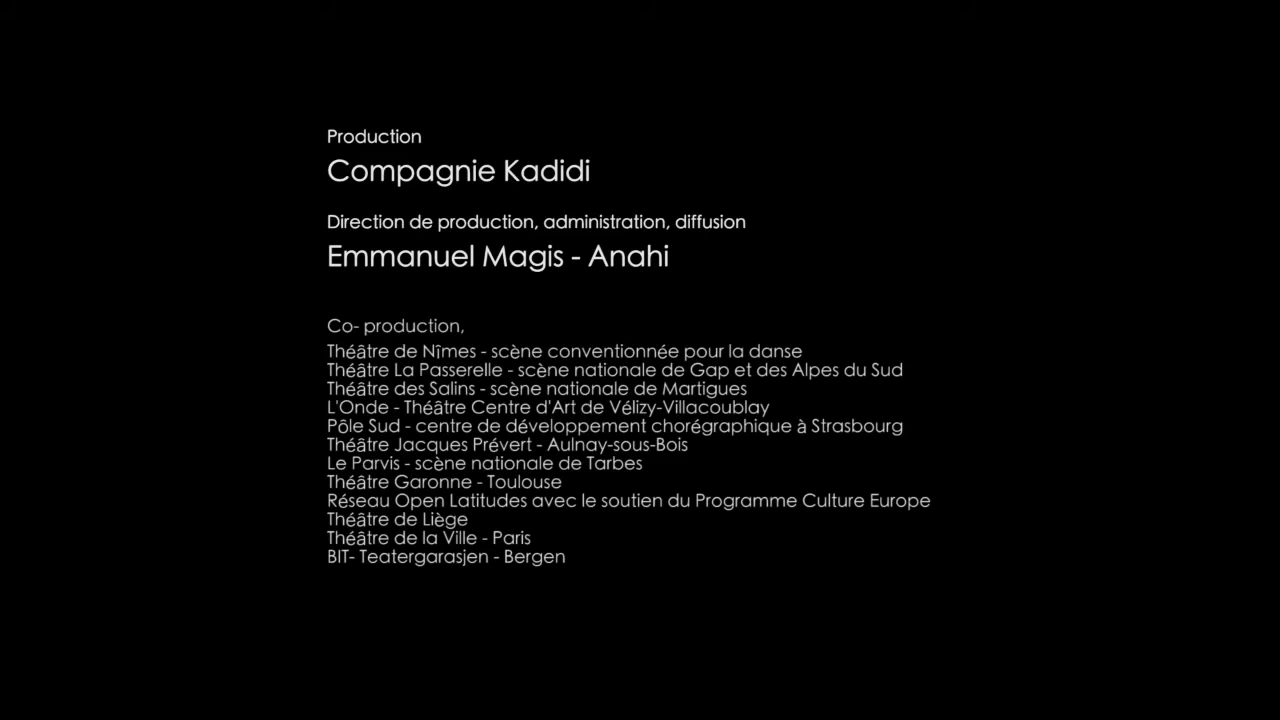 Production
Compagnie Kadidi
Direction de production, administration, diffusion
Emmanuel Magis - Anahi
Co- production,
Théâtre de Nîmes - scène conventionnée pour la danse
Théâtre La Passerelle - scène nationale de Gap et des Alpes du Sud
Théâtre des Salins - scène nationale de Martigues
L'Onde - Théâtre Centre d'Art de Vélizy-Villacoublay
Pôle Sud - centre de développement chorégraphique à Strasbourg
Théâtre Jacques Prévert - Aulnay-sous-Bois
Le Parvis - scène nationale de Tarbes
Théâtre Garonne - Toulouse
Réseau Open Latitudes avec le soutien du Programme Culture Europe
Théâtre de Liège
Théâtre de la Ville - Paris
BIT- Teatergarasjen - Bergen